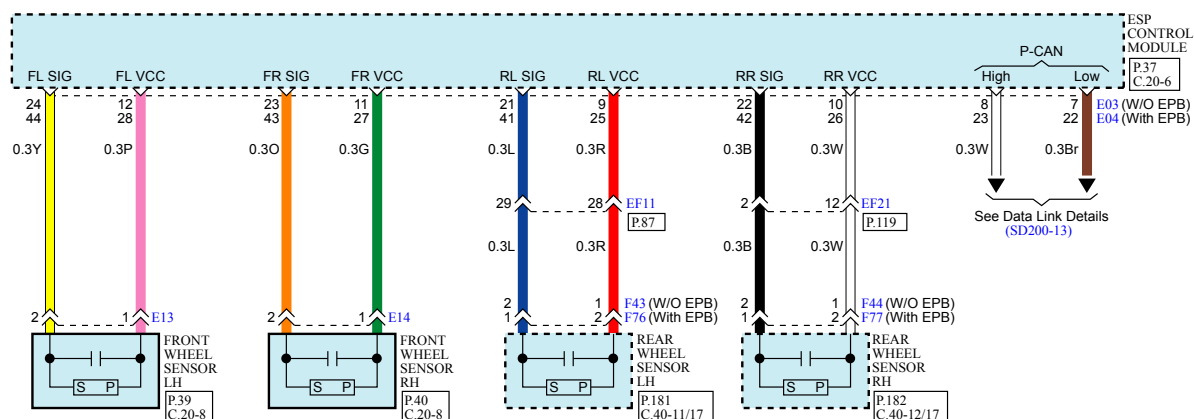 ESP
CONTROL
MODULE
P.37
C.20-6
P-CAN
FL SIG FL VCC FR SIG FR VCC RL SIG RL VCC RR SIG RR VCC High Low
24 12 23 11 21 9 22 10 8 7 E03 (W/O EPB)
44 28 43 27 41 25 42 26 23 22 E04 (With EPB)
0.3Y 0.3P 0.3O 0.3G 0.3L 0.3R 0.3B 0.3W 0.3W 0.3Br
29 28 EF11 2 12 EF21
P.87 P.119
See Data Link Details
(SD200-13)
0.3L 0.3R 0.3B 0.3W
2 1 F43 (W/O EPB) 2 1 F44 (W/O EPB)
2 1 E13 2 1 E14 1 2 F76 (With EPB) 1 2 F77 (With EPB)
FRONT
WHEEL
SENSOR
LH
S P
P.39
C.20-8
FRONT
WHEEL
SENSOR
RH
S P
P.40
C.20-8
REAR
WHEEL
SENSOR
LH
S P
P.181
C.40-11/17
REAR
WHEEL
SENSOR
RH
S P
P.182
C.40-12/17